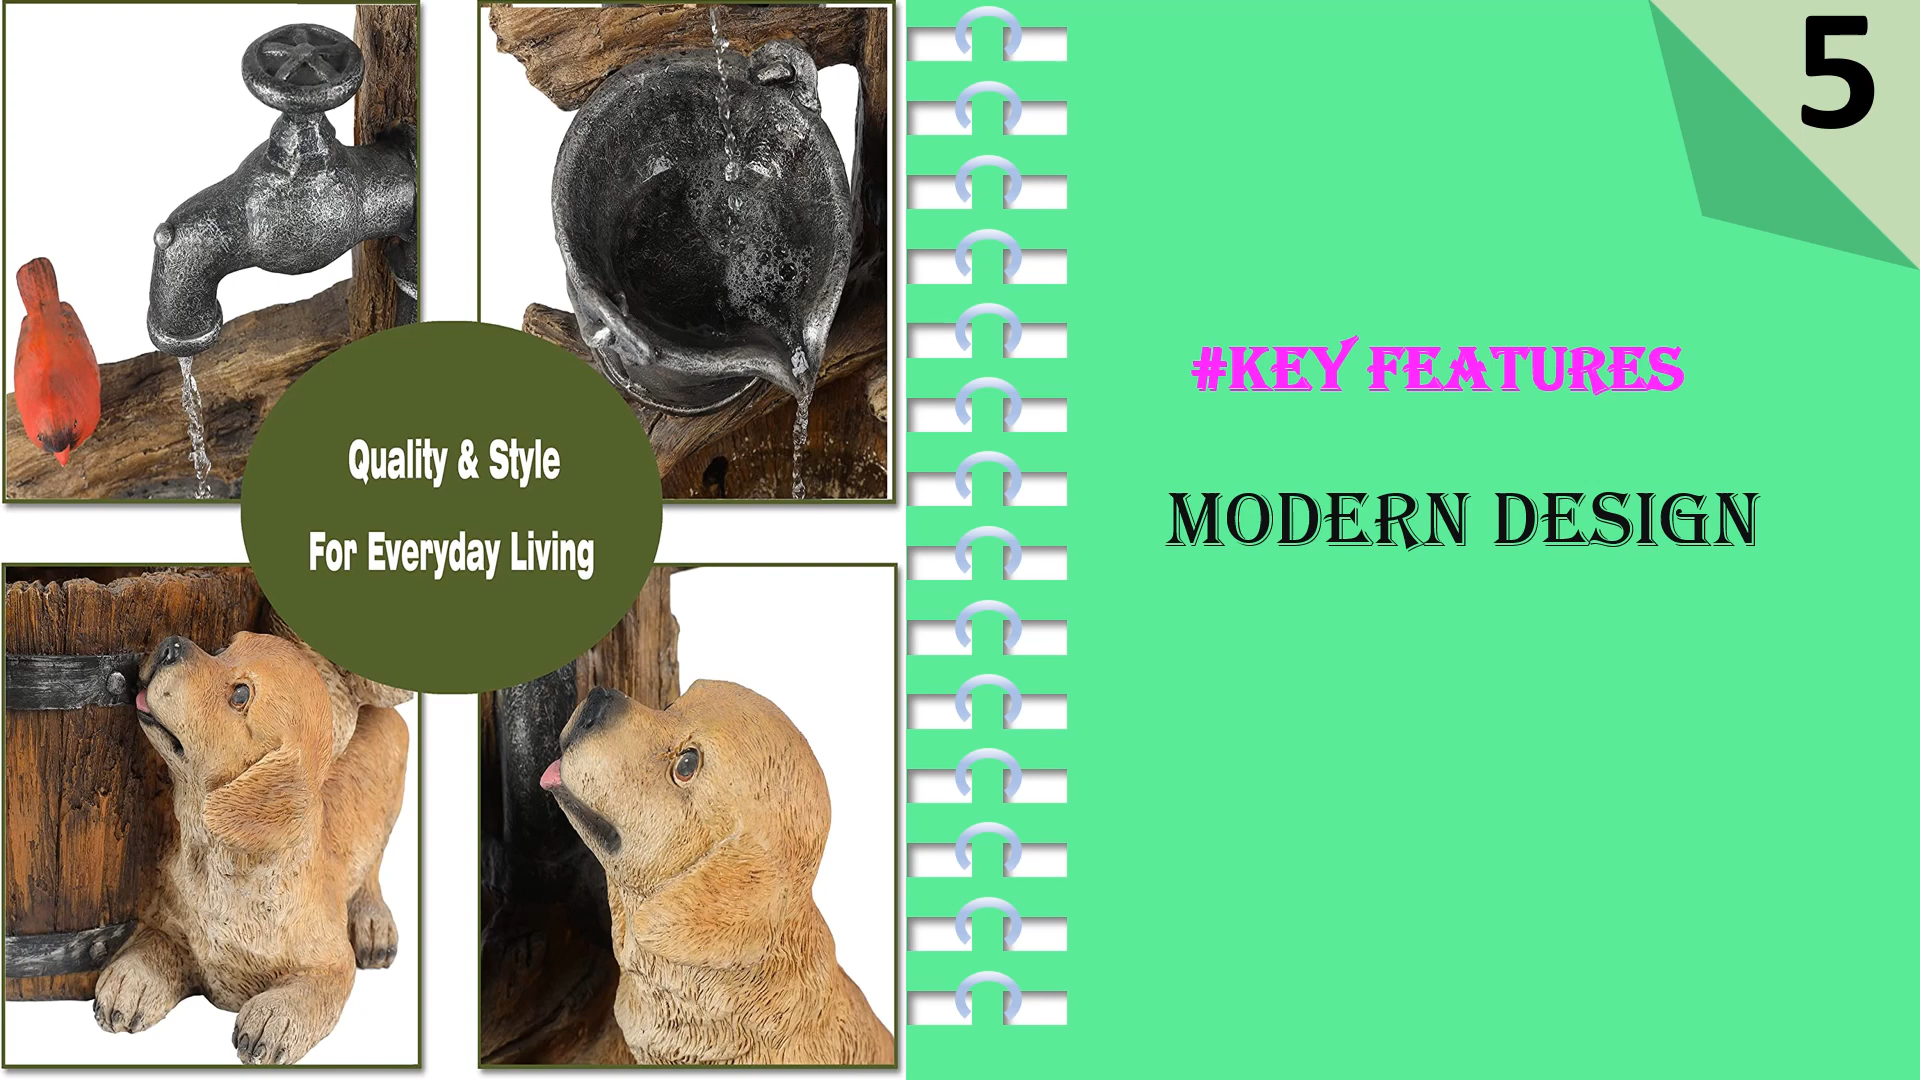 Quality & Style
For Everyday Living
5
#KEY FEATURES
MODERN DESIGN